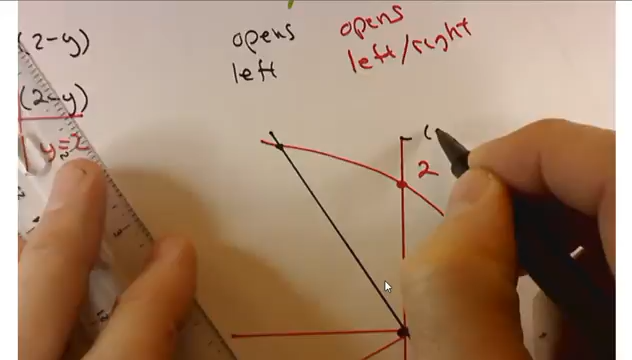 (2-y)
(2-y)
y=2
opens
left
opens
left/right
2
(